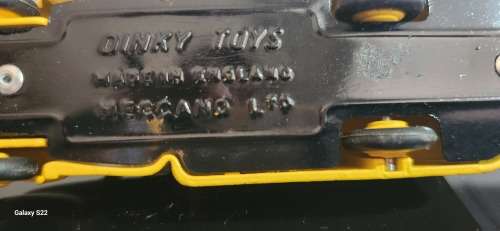 DINKY TOYS
MADE IN ENGLAND
MECCANO LTD
Galaxy S22